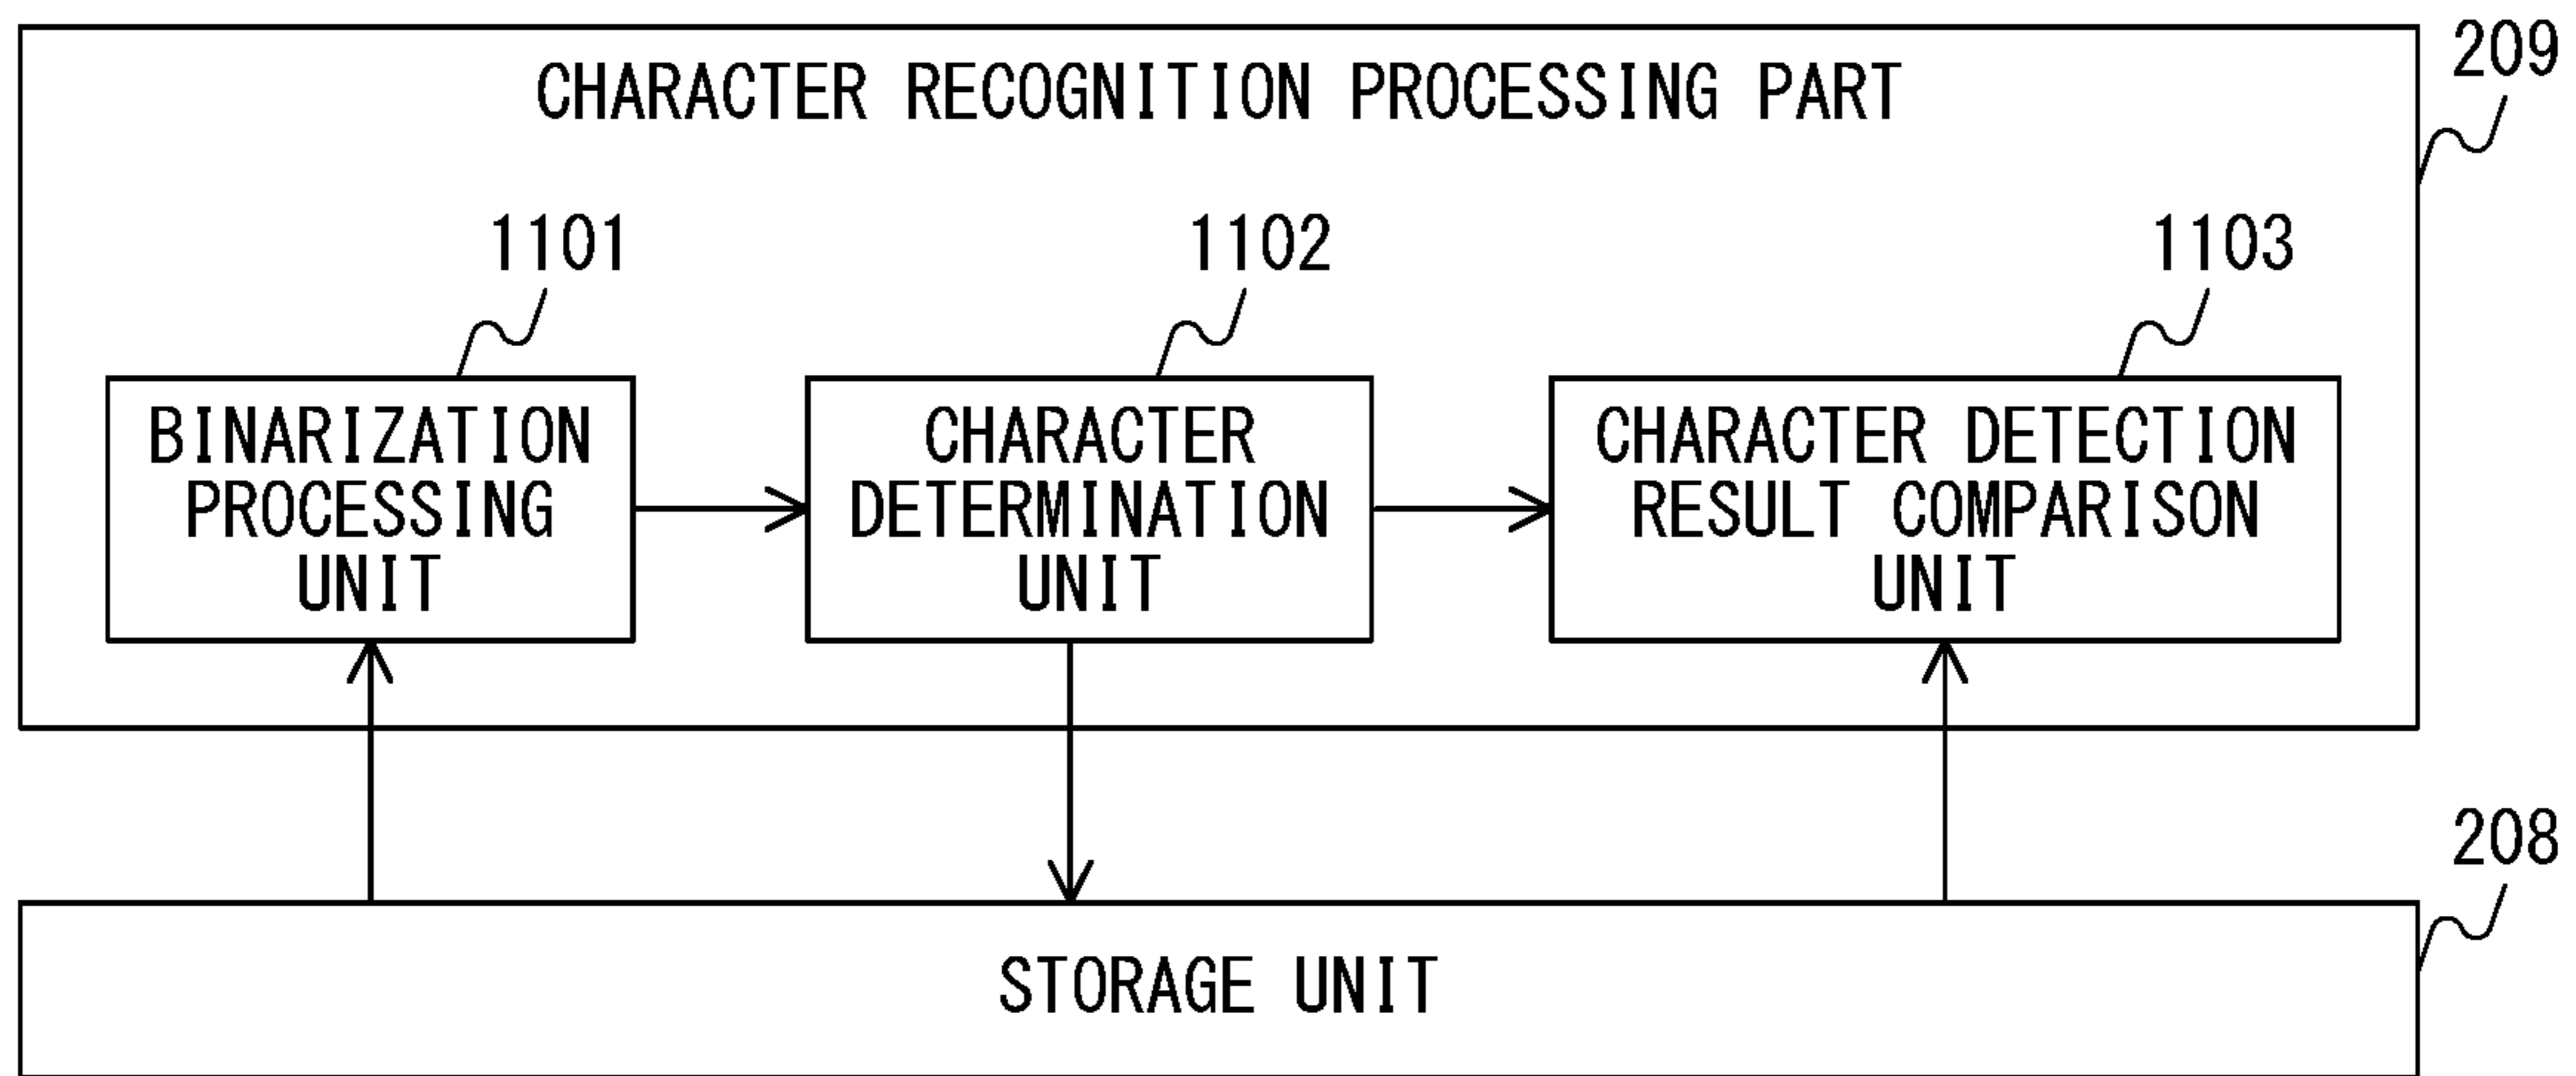 209
CHARACTER RECOGNITION PROCESSING PART
1101
1102
1103
BINARIZATION
PROCESSING
UNIT
CHARACTER
DETERMINATION
UNIT
CHARACTER DETECTION
RESULT COMPARISON
UNIT
208
STORAGE UNIT